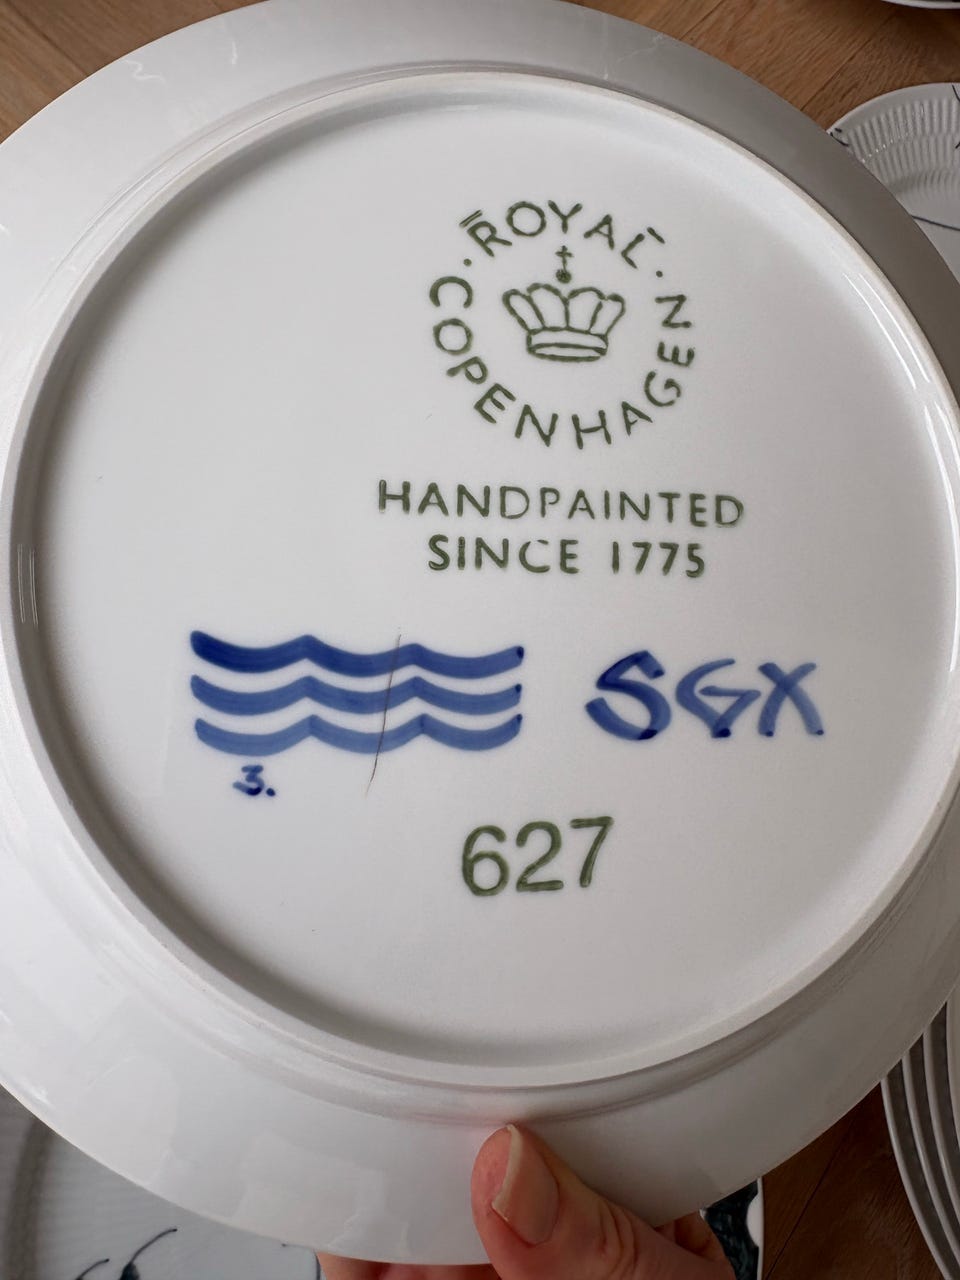 ROYAL
COPENHAGEN
HANDPAINTED
SINCE 1775
SGX
3.
627